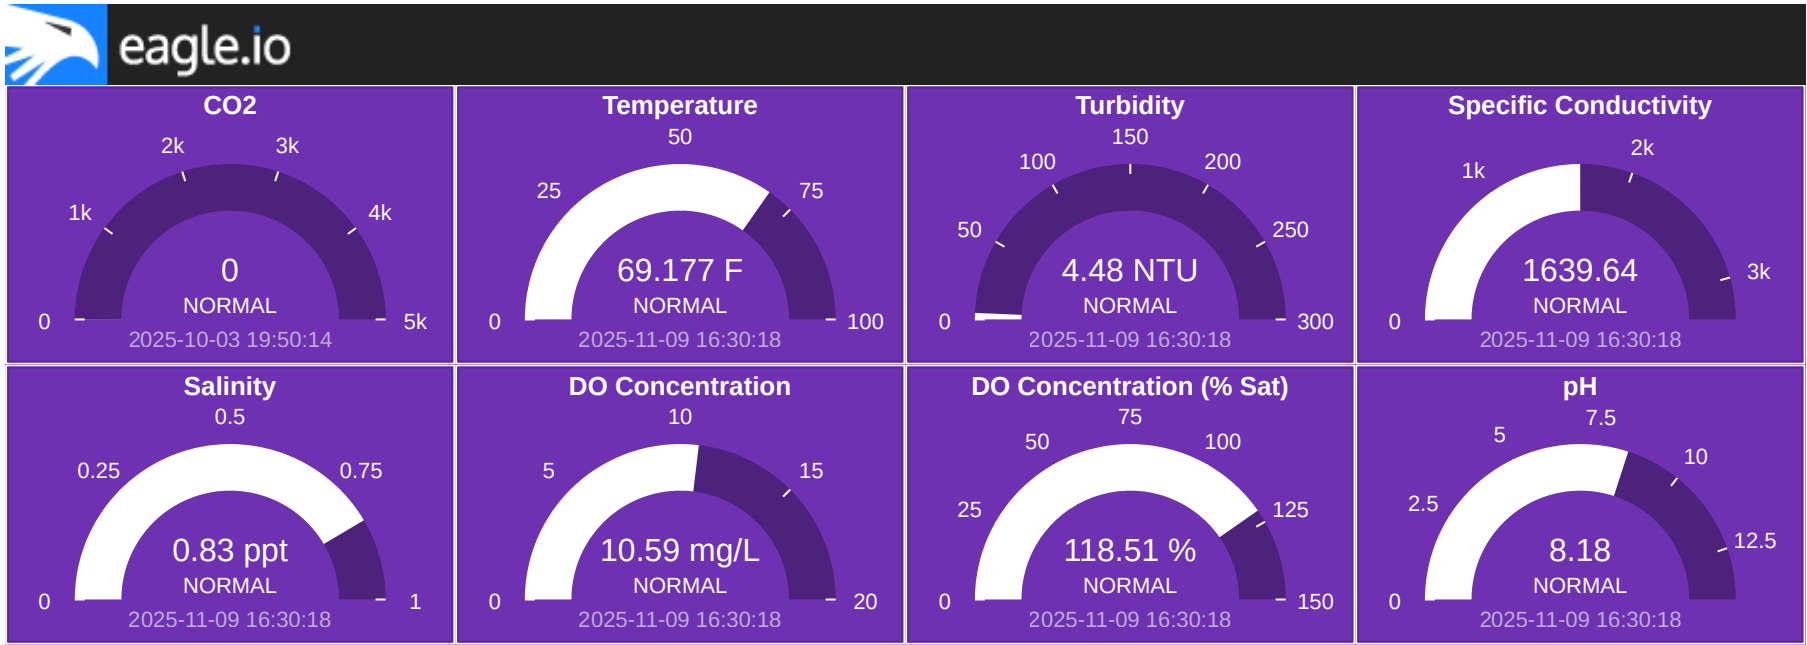 eagle.io
CO2
2k
3k
1k
4k
0
NORMAL
0
5k
2025-10-03 19:50:14
Temperature
50
25
75
69.177 F
NORMAL
0
100
2025-11-09 16:30:18
Turbidity
150
100
200
50
250
4.48 NTU
NORMAL
0
300
2025-11-09 16:30:18
Specific Conductivity
2k
1k
1639.64
3k
NORMAL
0
2025-11-09 16:30:18
Salinity
0.5
0.25
0.75
0.83 ppt
NORMAL
0
1
2025-11-09 16:30:18
DO Concentration
10
5
15
10.59 mg/L
NORMAL
0
20
2025-11-09 16:30:18
DO Concentration (% Sat)
75
50
100
25
125
118.51 %
NORMAL
0
150
2025-11-09 16:30:18
pH
7.5
5
10
2.5
12.5
8.18
NORMAL
0
2025-11-09 16:30:18